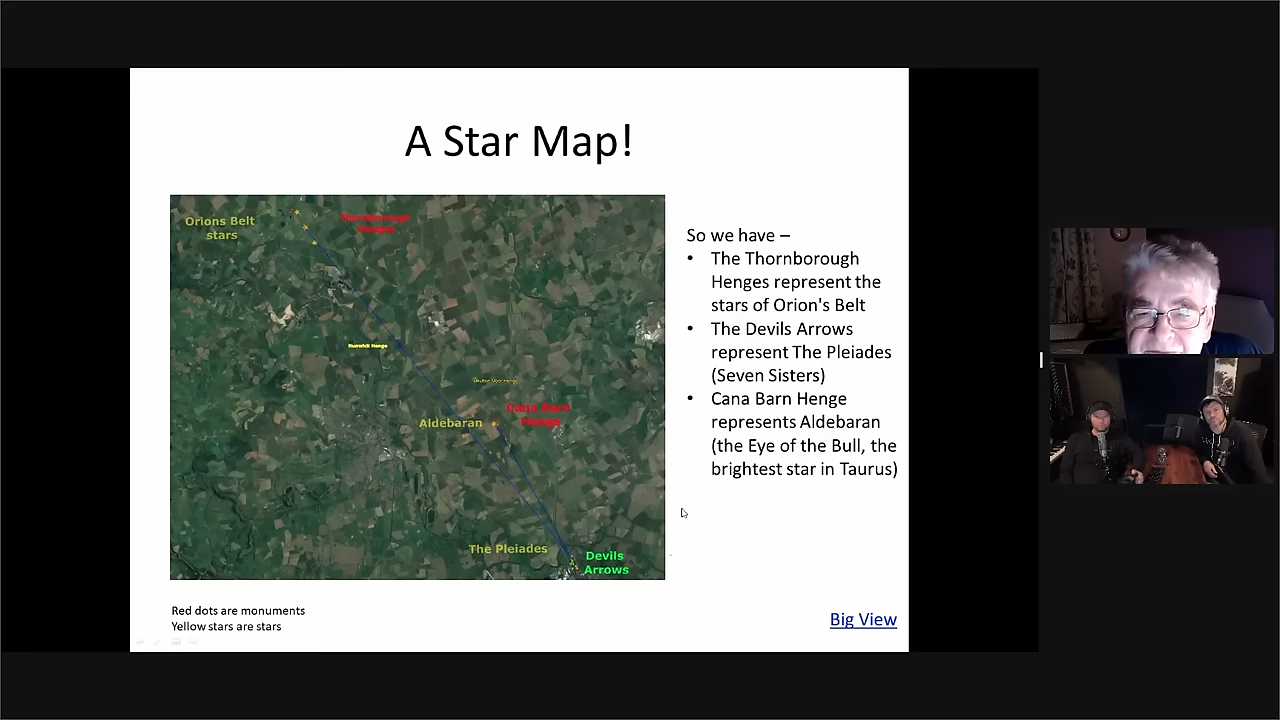 A Star Map!
Orions Belt
stars
Thornborough
Henges
Nunwick Henge
Hutton Moor Henge
Cana Barn
Henge
Aldebaran
The Pleiades
Devils
Arrows
So we have –
• The Thornborough
Henges represent the
stars of Orion's Belt
• The Devils Arrows
represent The Pleiades
(Seven Sisters)
• Cana Barn Henge
represents Aldebaran
(the Eye of the Bull, the
brightest star in Taurus)
Red dots are monuments
Yellow stars are stars
Big View